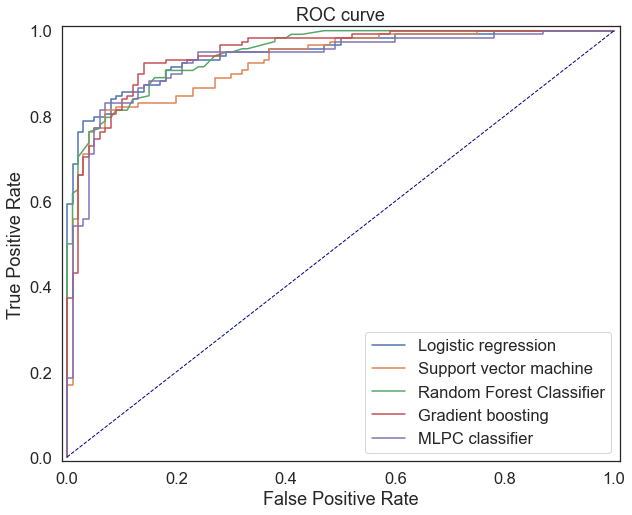 ROC curve
True Positive Rate
1.0
0.8
0.6
0.4
0.2
0.0
Logistic regression
Support vector machine
Random Forest Classifier
Gradient boosting
MLPC classifier
0.0 0.2 0.4 0.6 0.8 1.0
False Positive Rate